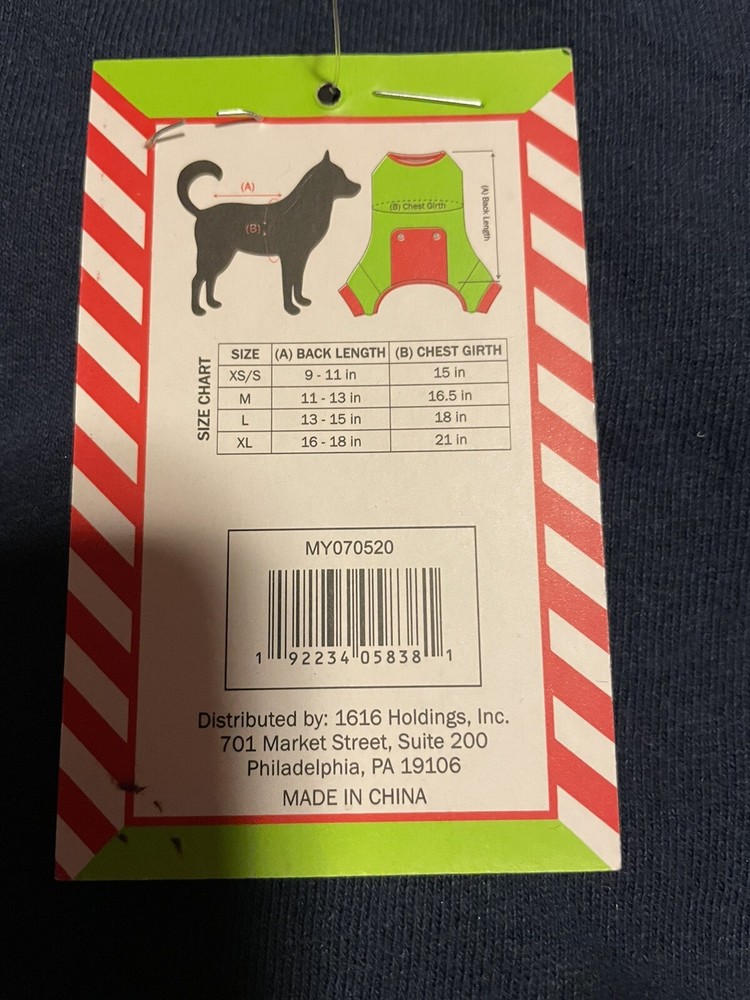 (A)
(B)
(B) Chest Girth
(A) Back Length
SIZE CHART
SIZE (A) BACK LENGTH (B) CHEST GIRTH
XS/S 9 - 11 in 15 in
M 11 - 13 in 16.5 in
L 13 - 15 in 18 in
XL 16 - 18 in 21 in
MY070520
1 92234 05838 1
Distributed by: 1616 Holdings, Inc.
701 Market Street, Suite 200
Philadelphia, PA 19106
MADE IN CHINA